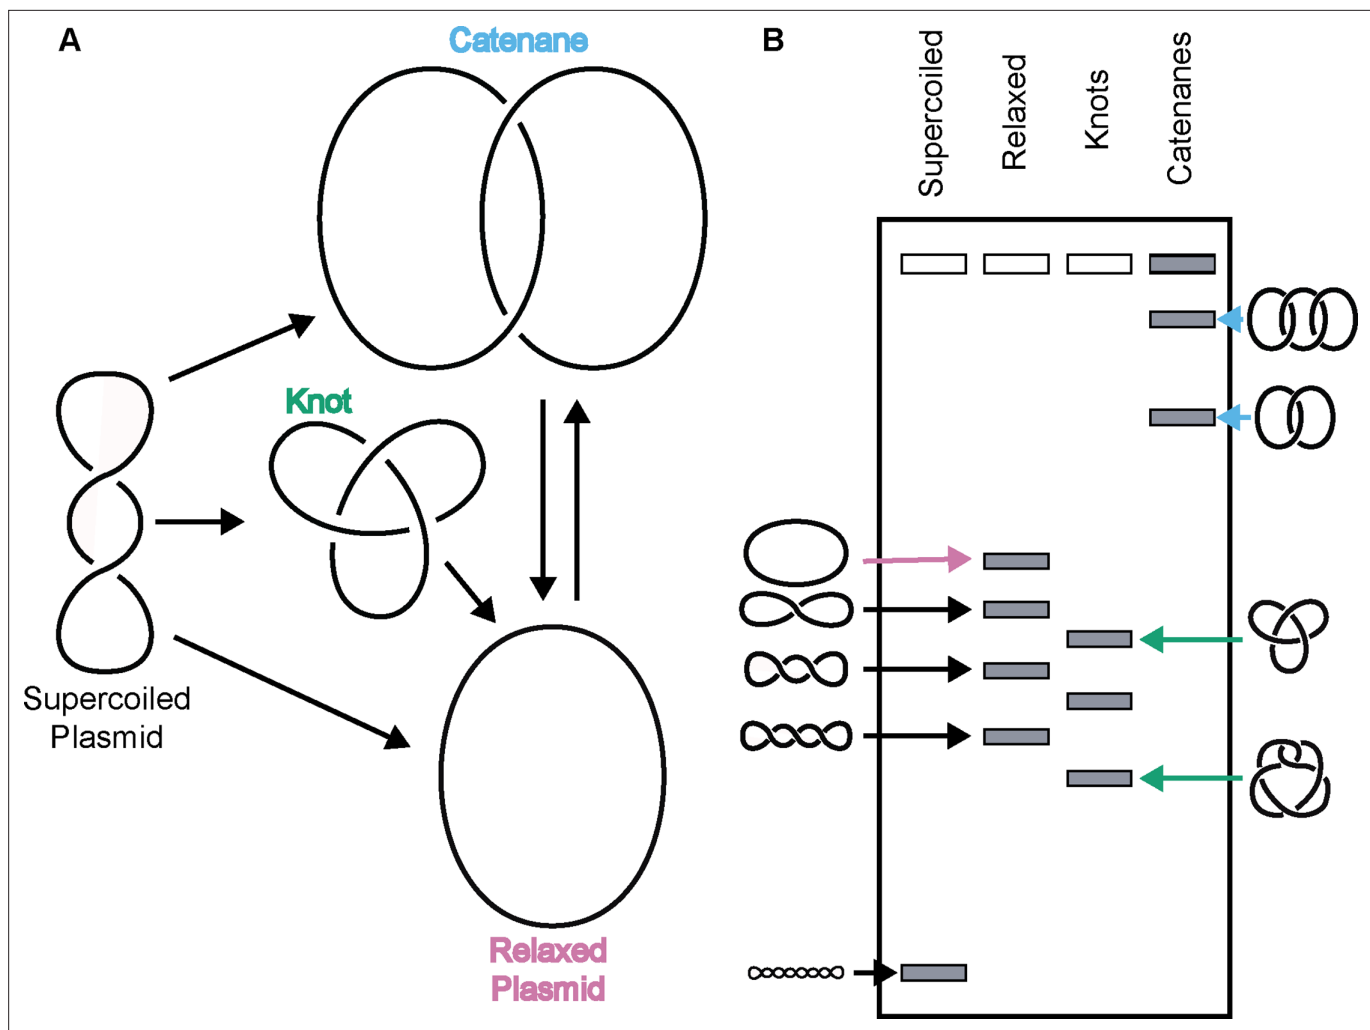 A
Catenane
Knot
Supercoiled
Plasmid
Relaxed
Plasmid
B
Supercoiled
Relaxed
Knots
Catenanes